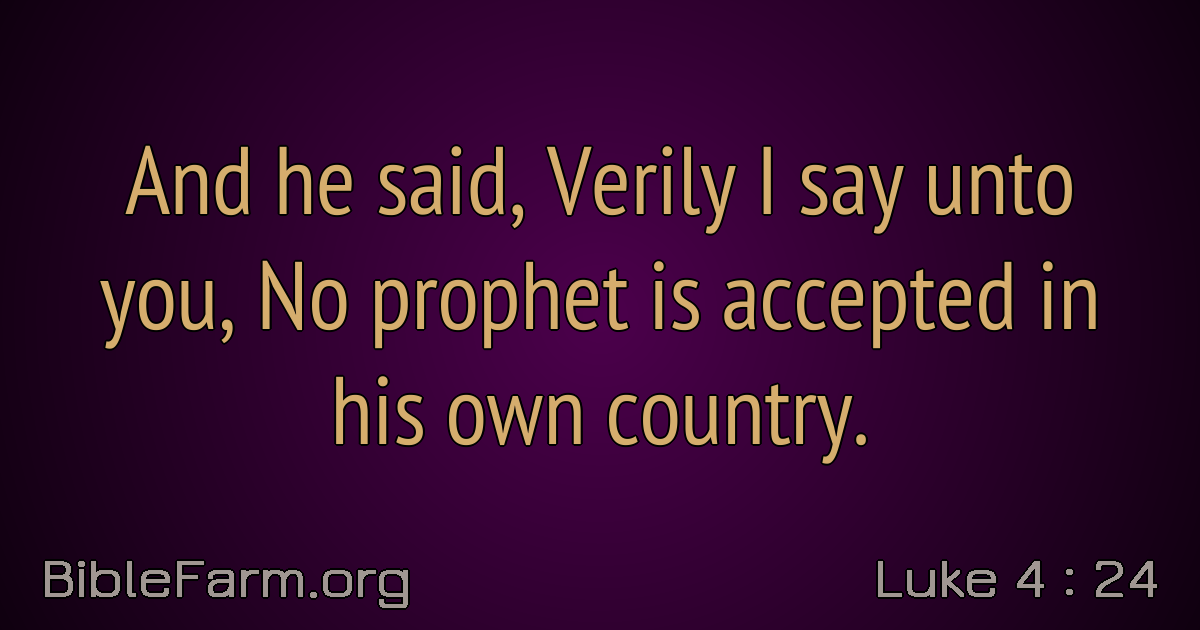 And he said, Verily I say unto
you, No prophet is accepted in
his own country.
BibleFarm.org
Luke 4 : 24